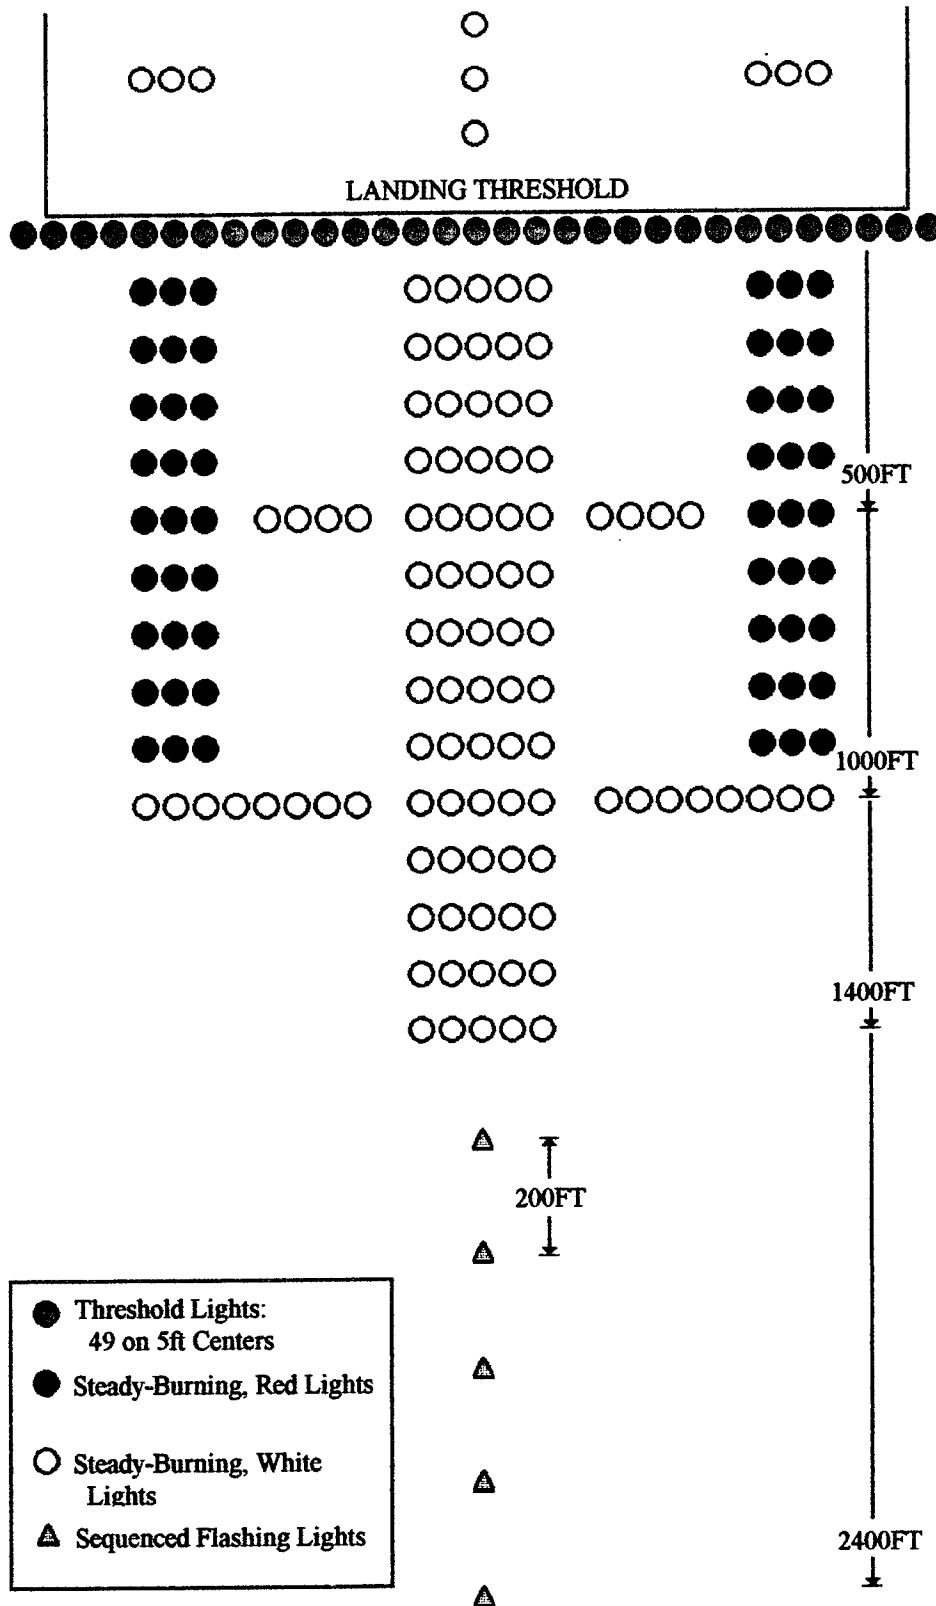 LANDING THRESHOLD
500FT
1000FT
1400FT
200FT
2400FT
Threshold Lights:
49 on 5ft Centers
Steady-Burning, Red Lights
Steady-Burning, White
Lights
Sequenced Flashing Lights